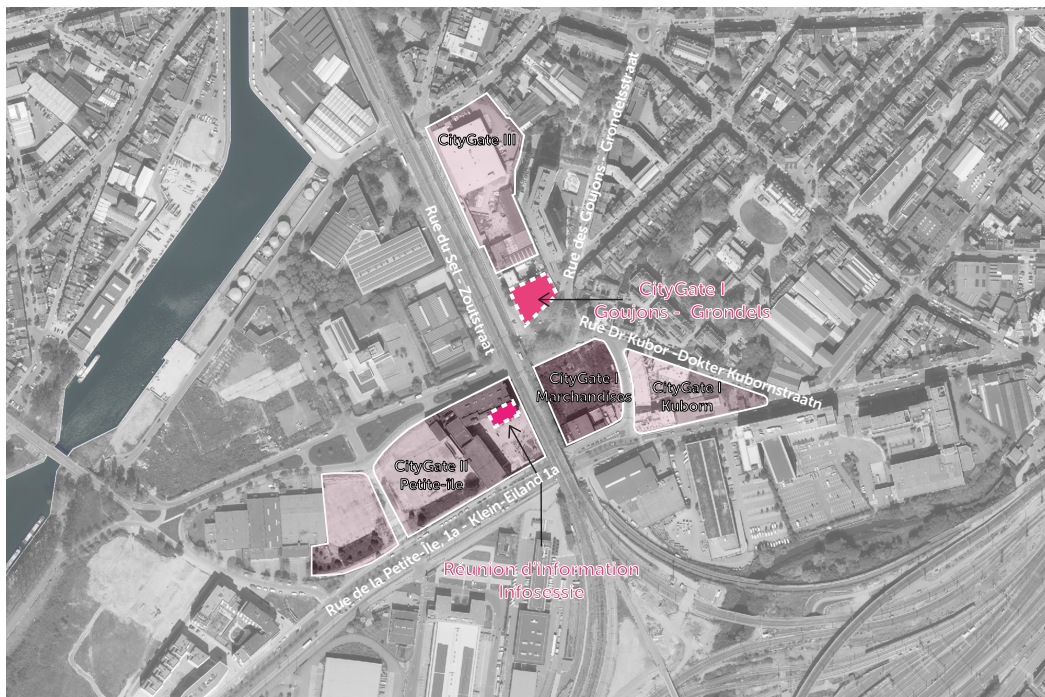 CityGate III
Rue des Goujons - Grondelsstraat
Rue du Sel - Zoutstraat
CityGate I
Goujons - Grondels
Rue Dr Kubor -Dokter Kubornstraatn
CityGate I
Marchandises
CityGate I
Kuborn
CityGate II
Petite-île
Rue de la Petite-Île, 1a - Klein-Eiland 1a
Réunion d'information
Infosessie